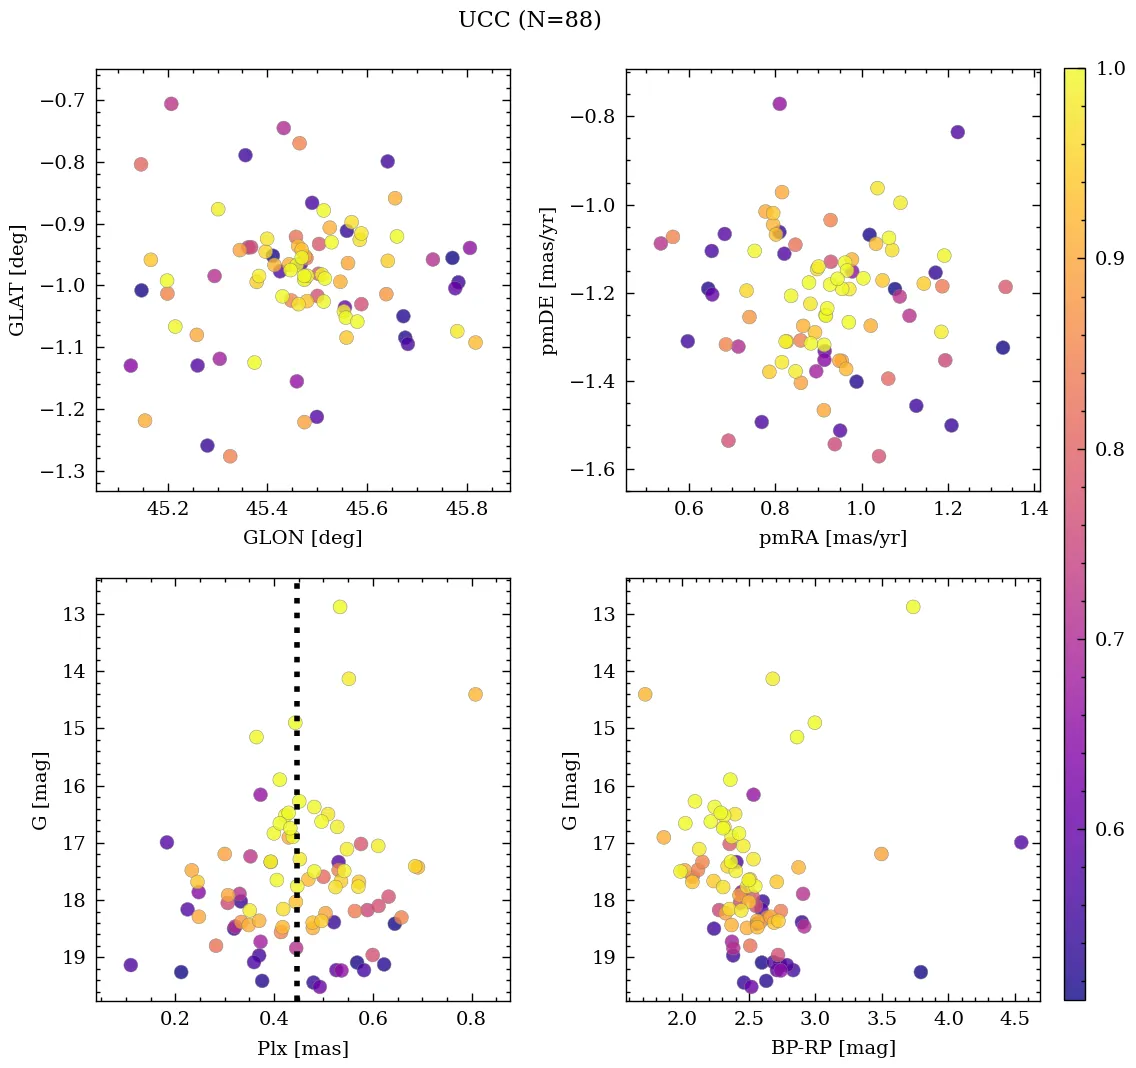 UCC (N=88)
−0.7
−0.8
−0.9
−1.0
−1.1
−1.2
−1.3
GLAT [deg]
45.2 45.4 45.6 45.8
GLON [deg]
−0.8
−1.0
−1.2
−1.4
−1.6
pmDE [mas/yr]
0.6 0.8 1.0 1.2 1.4
pmRA [mas/yr]
13
14
15
16
17
18
19
G [mag]
0.2 0.4 0.6 0.8
Plx [mas]
13
14
15
16
17
18
19
G [mag]
2.0 2.5 3.0 3.5 4.0 4.5
BP-RP [mag]
1.0
0.9
0.8
0.7
0.6